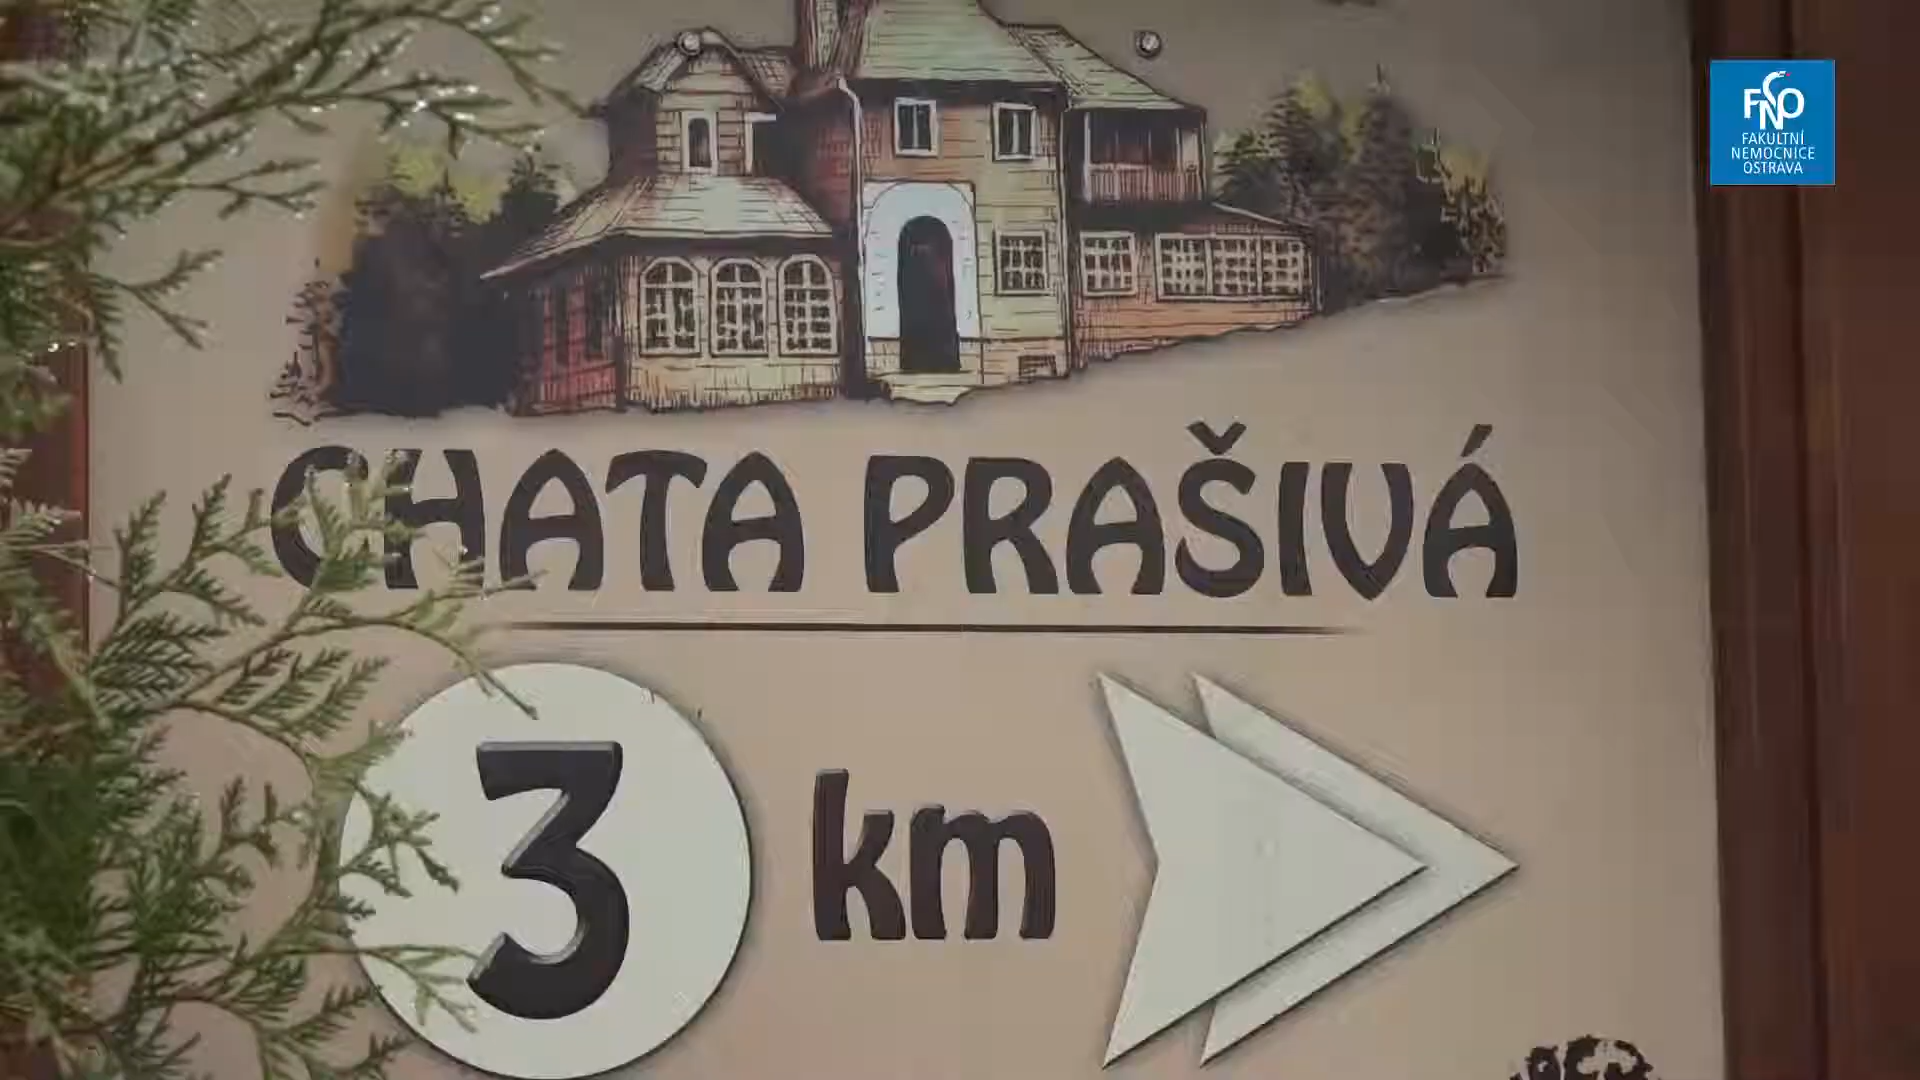 FNO
FAKULTNÍ
NEMOCNICE
OSTRAVA
CHATA PRAŠIVÁ
3 km